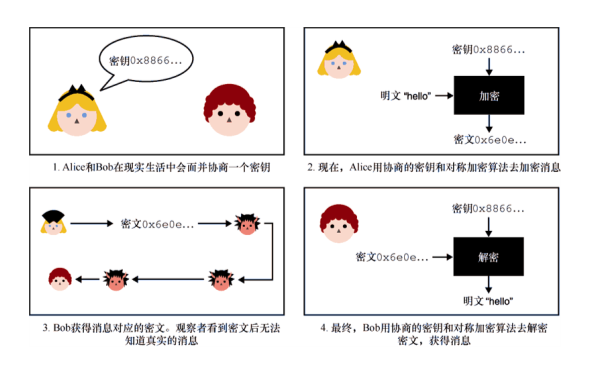 密钥0x8866...
1. Alice和Bob在现实生活中会面并协商一个密钥
密钥0x8866...
明文 “hello”
加密
密文0x6e0e...
2. 现在，Alice用协商的密钥和对称加密算法去加密消息
密文0x6e0e...
3. Bob获得消息对应的密文。观察者看到密文后无法
知道真实的消息
密钥0x8866...
密文0x6e0e...
解密
明文 “hello”
4. 最终，Bob用协商的密钥和对称加密算法去解密
密文，获得消息